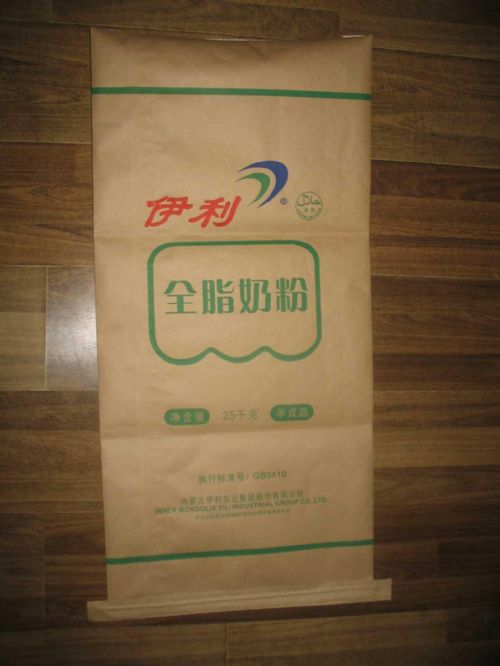 伊利 ®
حلال
全脂奶粉
净含量 25千克 半成品
执行标准号: GB5410
内蒙古伊利实业集团股份有限公司
INNER MONGOLIA YILI INDUSTRIAL GROUP CO., LTD.